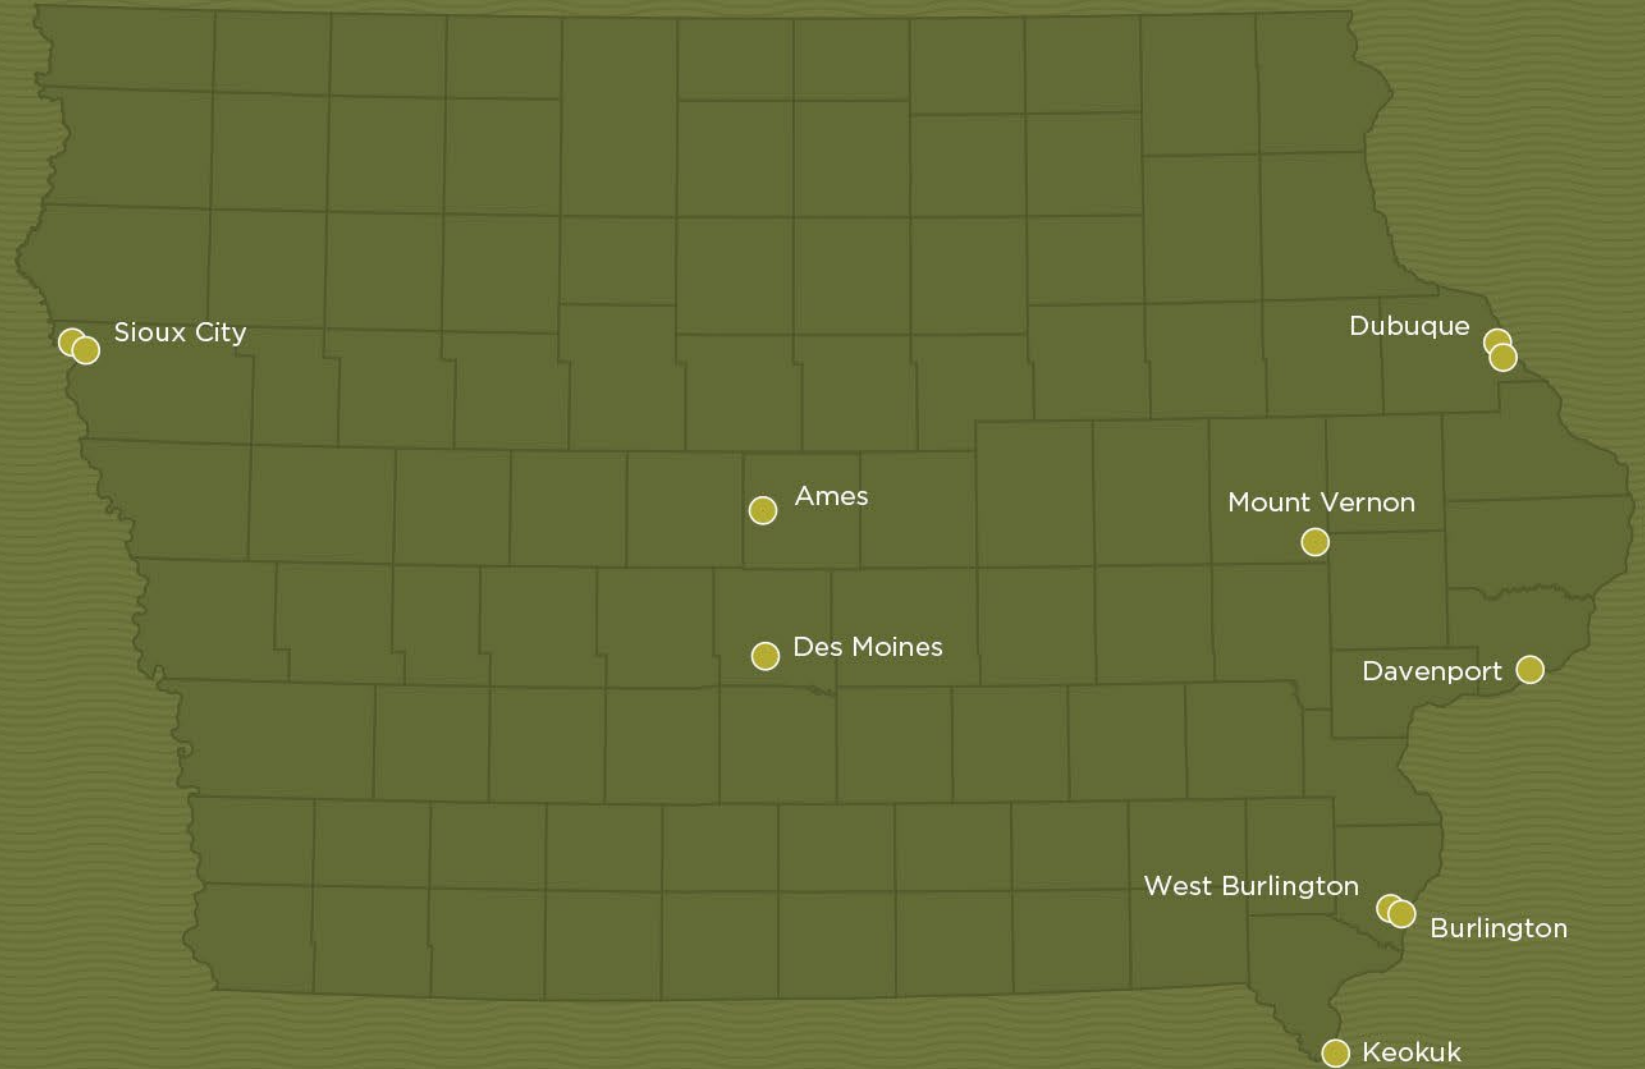 Sioux City
Dubuque
Ames
Mount Vernon
Des Moines
Davenport
West Burlington
Burlington
Keokuk